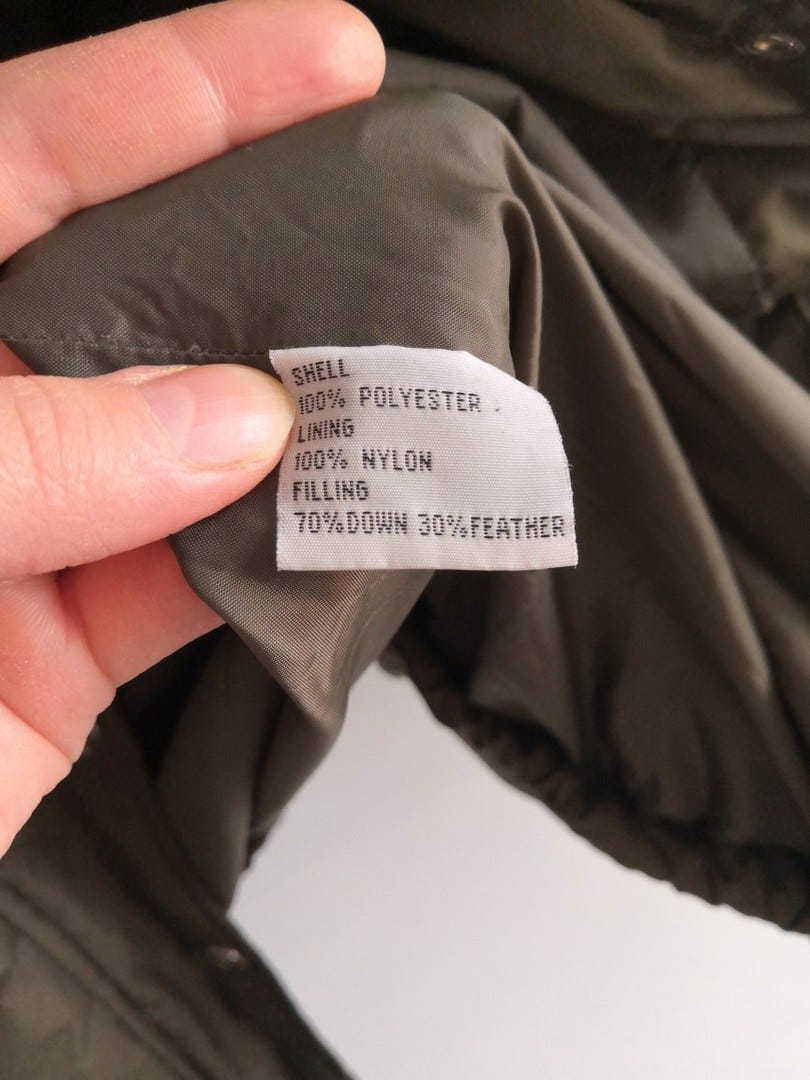 SHELL
100% POLYESTER
LINING
100% NYLON
FILLING
70%DOWN 30%FEATHER